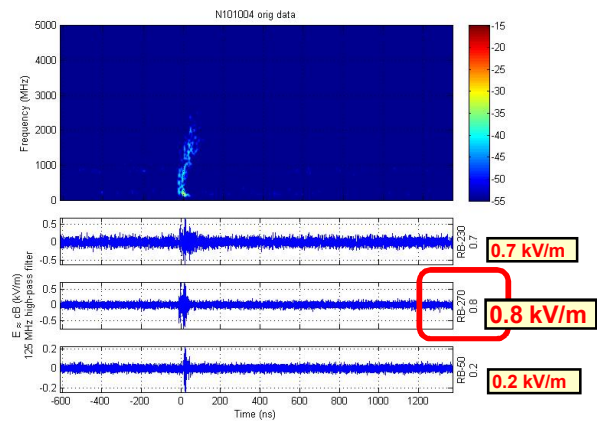 N101004 orig data
5000
4000
3000
2000
1000
0
Frequency (MHz)
-15
-20
-25
-30
-35
-40
-45
-50
-55
E ≈ cB (kV/m)
125 MHz high-pass filter
0.5
0
-0.5
RB-230
0.7
0.7 kV/m
0.5
0
-0.5
RB-270
0.8
0.8 kV/m
0.2
0
-0.2
RB-50
0.2
0.2 kV/m
-600 -400 -200 0 200 400 600 800 1000 1200
Time (ns)